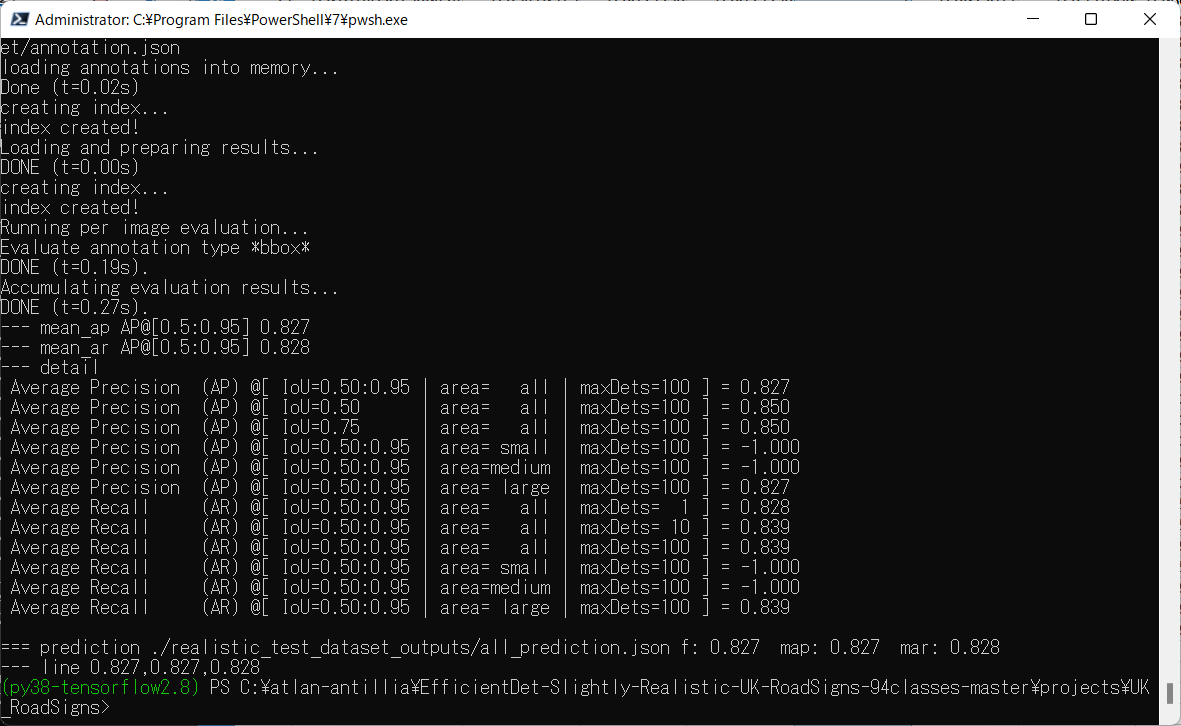 Administrator: C:¥Program Files¥PowerShell¥7¥pwsh.exe
et/annotation.json
loading annotations into memory...
Done (t=0.02s)
creating index...
index created!
Loading and preparing results...
DONE (t=0.00s)
creating index...
index created!
Running per image evaluation...
Evaluate annotation type *bbox*
DONE (t=0.19s).
Accumulating evaluation results...
DONE (t=0.27s).
--- mean_ap AP@[0.5:0.95] 0.827
--- mean_ar AP@[0.5:0.95] 0.828
--- detail
Average Precision  (AP) @[ IoU=0.50:0.95 | area=   all | maxDets=100 ] = 0.827
Average Precision  (AP) @[ IoU=0.50      | area=   all | maxDets=100 ] = 0.850
Average Precision  (AP) @[ IoU=0.75      | area=   all | maxDets=100 ] = 0.850
Average Precision  (AP) @[ IoU=0.50:0.95 | area= small | maxDets=100 ] = -1.000
Average Precision  (AP) @[ IoU=0.50:0.95 | area=medium | maxDets=100 ] = -1.000
Average Precision  (AP) @[ IoU=0.50:0.95 | area= large | maxDets=100 ] = 0.827
Average Recall     (AR) @[ IoU=0.50:0.95 | area=   all | maxDets=  1 ] = 0.828
Average Recall     (AR) @[ IoU=0.50:0.95 | area=   all | maxDets= 10 ] = 0.839
Average Recall     (AR) @[ IoU=0.50:0.95 | area=   all | maxDets=100 ] = 0.839
Average Recall     (AR) @[ IoU=0.50:0.95 | area= small | maxDets=100 ] = -1.000
Average Recall     (AR) @[ IoU=0.50:0.95 | area=medium | maxDets=100 ] = -1.000
Average Recall     (AR) @[ IoU=0.50:0.95 | area= large | maxDets=100 ] = 0.839
=== prediction ./realistic_test_dataset_outputs/all_prediction.json f: 0.827  map: 0.827  mar: 0.828
--- line 0.827,0.827,0.828
(py38-tensorflow2.8) PS C:¥atlan-antillia¥EfficientDet-Slightly-Realistic-UK-RoadSigns-94classes-master¥projects¥UK
_RoadSigns>